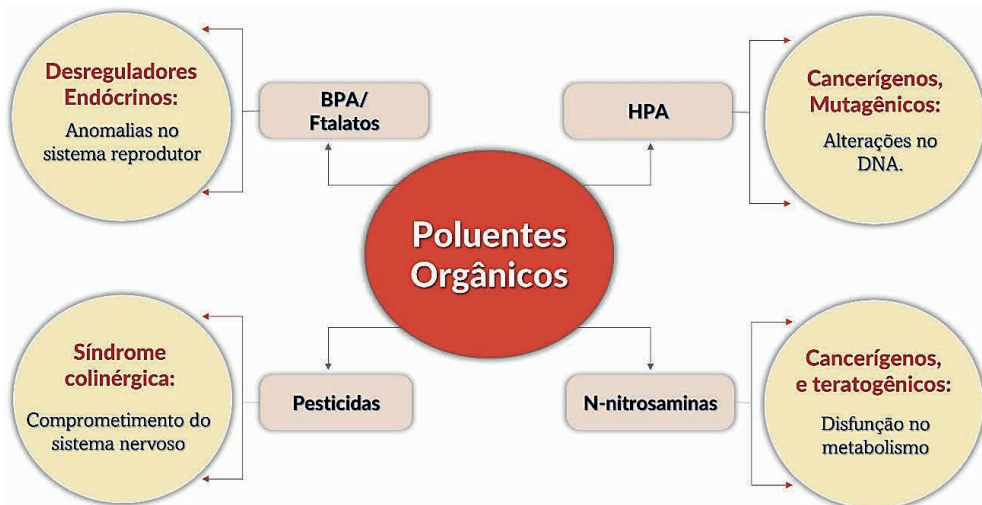 Desreguladores
Endócrinos:
Anomalias no
sistema reprodutor
BPA/
Ftalatos
HPA
Cancerígenos,
Mutagênicos:
Alterações no
DNA.
Poluentes
Orgânicos
Síndrome
colinérgica:
Comprometimento do
sistema nervoso
Pesticidas
N-nitrosaminas
Cancerígenos,
e teratogênicos:
Disfunção no
metabolismo